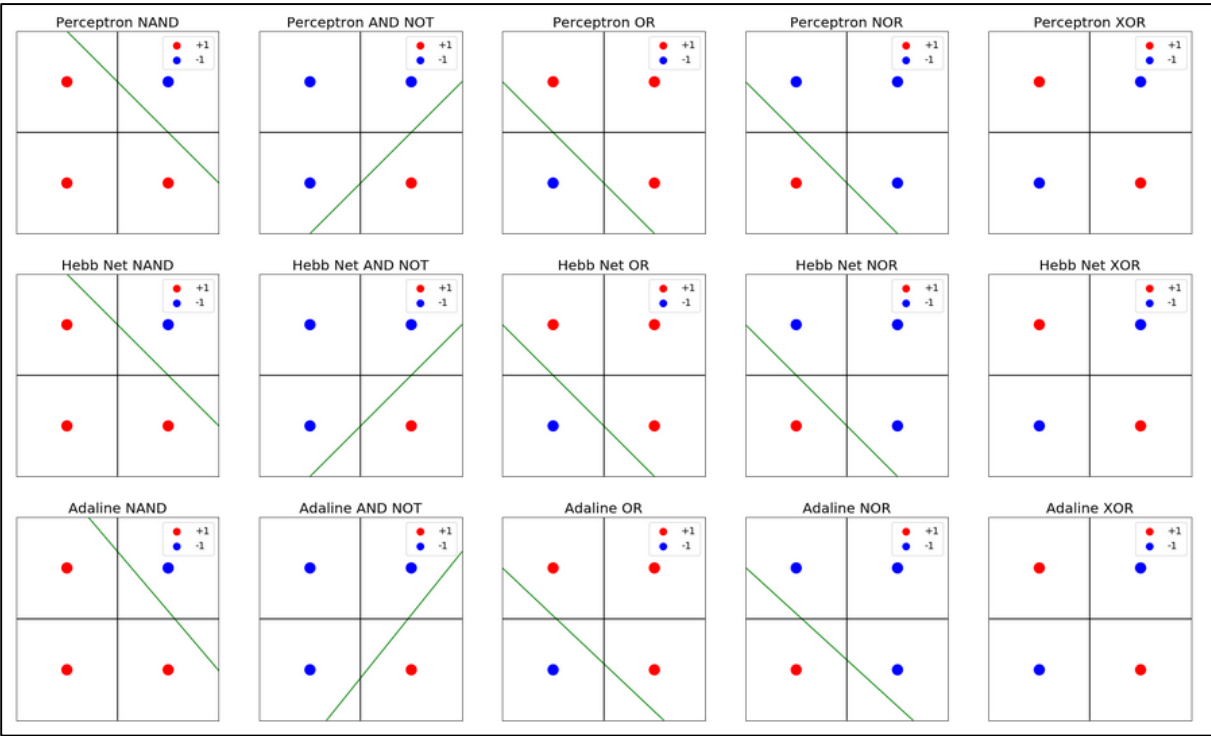 Perceptron NAND
+1
-1
Perceptron AND NOT
+1
-1
Perceptron OR
+1
-1
Perceptron NOR
+1
-1
Perceptron XOR
+1
-1
Hebb Net NAND
+1
-1
Hebb Net AND NOT
+1
-1
Hebb Net OR
+1
-1
Hebb Net NOR
+1
-1
Hebb Net XOR
+1
-1
Adaline NAND
+1
-1
Adaline AND NOT
+1
-1
Adaline OR
+1
-1
Adaline NOR
+1
-1
Adaline XOR
+1
-1